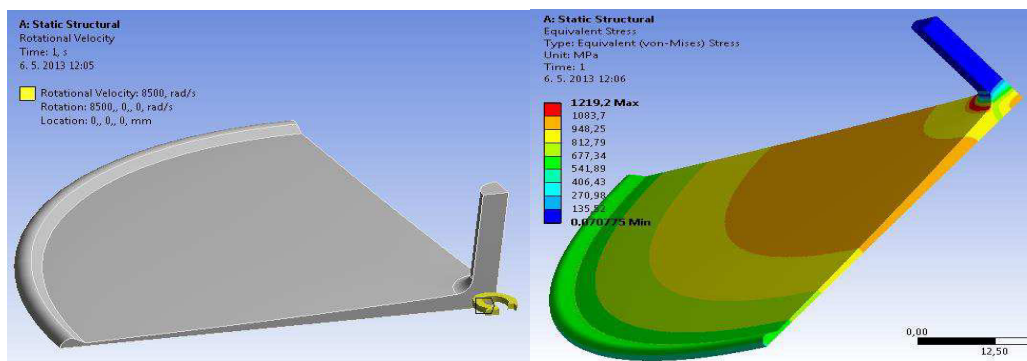 A: Static Structural
Rotational Velocity
Time: 1, s
6. 5. 2013 12:05
Rotational Velocity: 8500, rad/s
Rotation: 8500,, 0,, 0, rad/s
Location: 0,, 0,, 0, mm
A: Static Structural
Equivalent Stress
Type: Equivalent (von-Mises) Stress
Unit: MPa
Time: 1
6. 5. 2013 12:06
1219,2 Max
1083,7
948,25
812,79
677,34
541,89
406,43
270,98
135,52
0,070775 Min
0,00
12,50